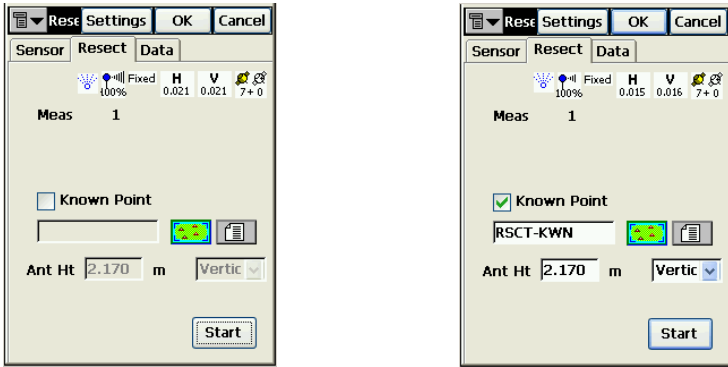 Rese Settings OK Cancel
Sensor Resect Data
Fixed H V
100% 0.021 0.021 7+0
Meas 1
Known Point
Ant Ht 2.170 m Vertic
Start
Rese Settings OK Cancel
Sensor Resect Data
Fixed H V
100% 0.015 0.016 7+0
Meas 1
Known Point
RSCT-KWN
Ant Ht 2.170 m Vertic
Start